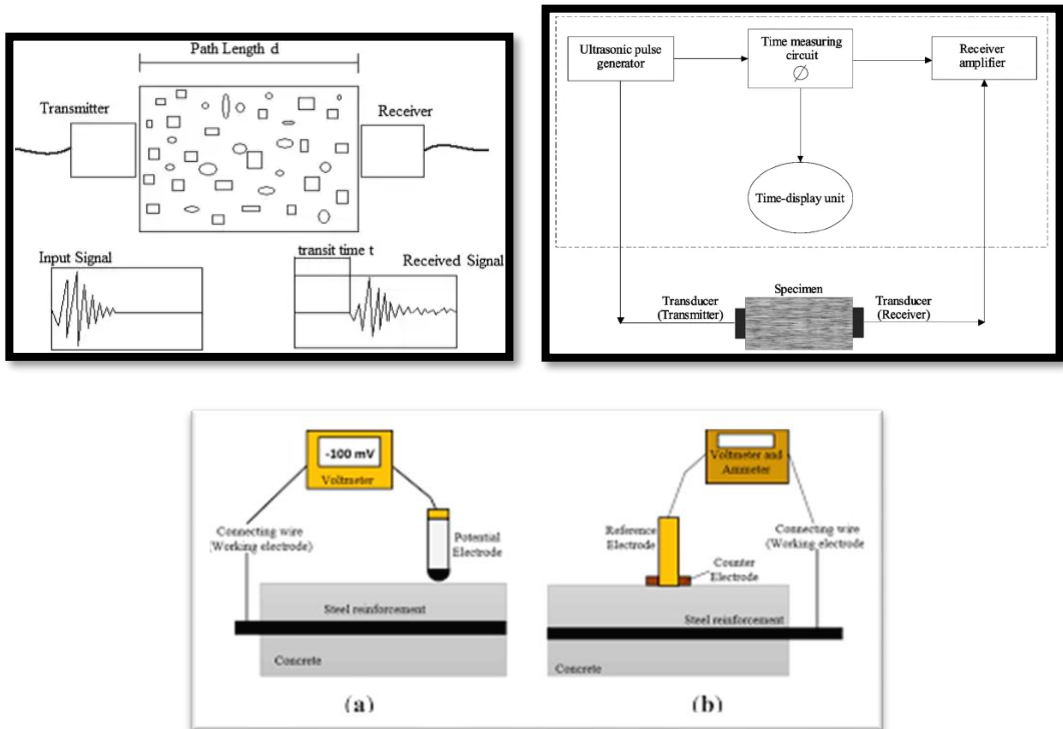 Path Length d
Transmitter
Receiver
Input Signal
transit time t
Received Signal
Ultrasonic pulse
generator
Time measuring
circuit
Receiver
amplifier
Time-display unit
Specimen
Transducer
(Transmitter)
Transducer
(Receiver)
-100 mV
Voltmeter
Connecting wire
(Working electrode)
Potential
Electrode
Steel reinforcement
Concrete
(a)
Voltmeter and
Ammeter
Reference
Electrode
Counter
Electrode
Connecting wire
(Working electrode
Steel reinforcement
Concrete
(b)